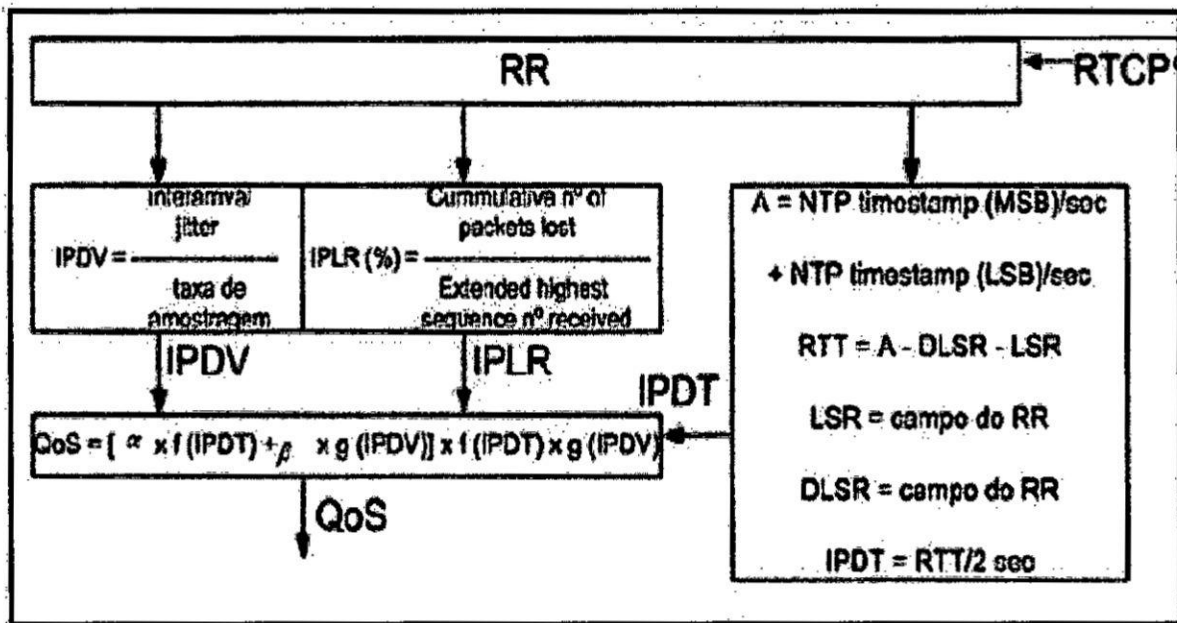 RR
RTCP
Interarrival
jitter
IPDV =
taxa de
amostragem
Cummulative nº of
packets lost
IPLR (%) =
Extended highest
sequence nº received
A = NTP timestamp (MSB)/sec
+ NTP timestamp (LSB)/sec
RTT = A - DLSR - LSR
LSR = campo do RR
DLSR = campo do RR
IPDT = RTT/2 sec
IPDV
IPLR
IPDT
QoS = [ α x f (IPDT) + β x g (IPDV)] x f (IPDT) x g (IPDV)
QoS